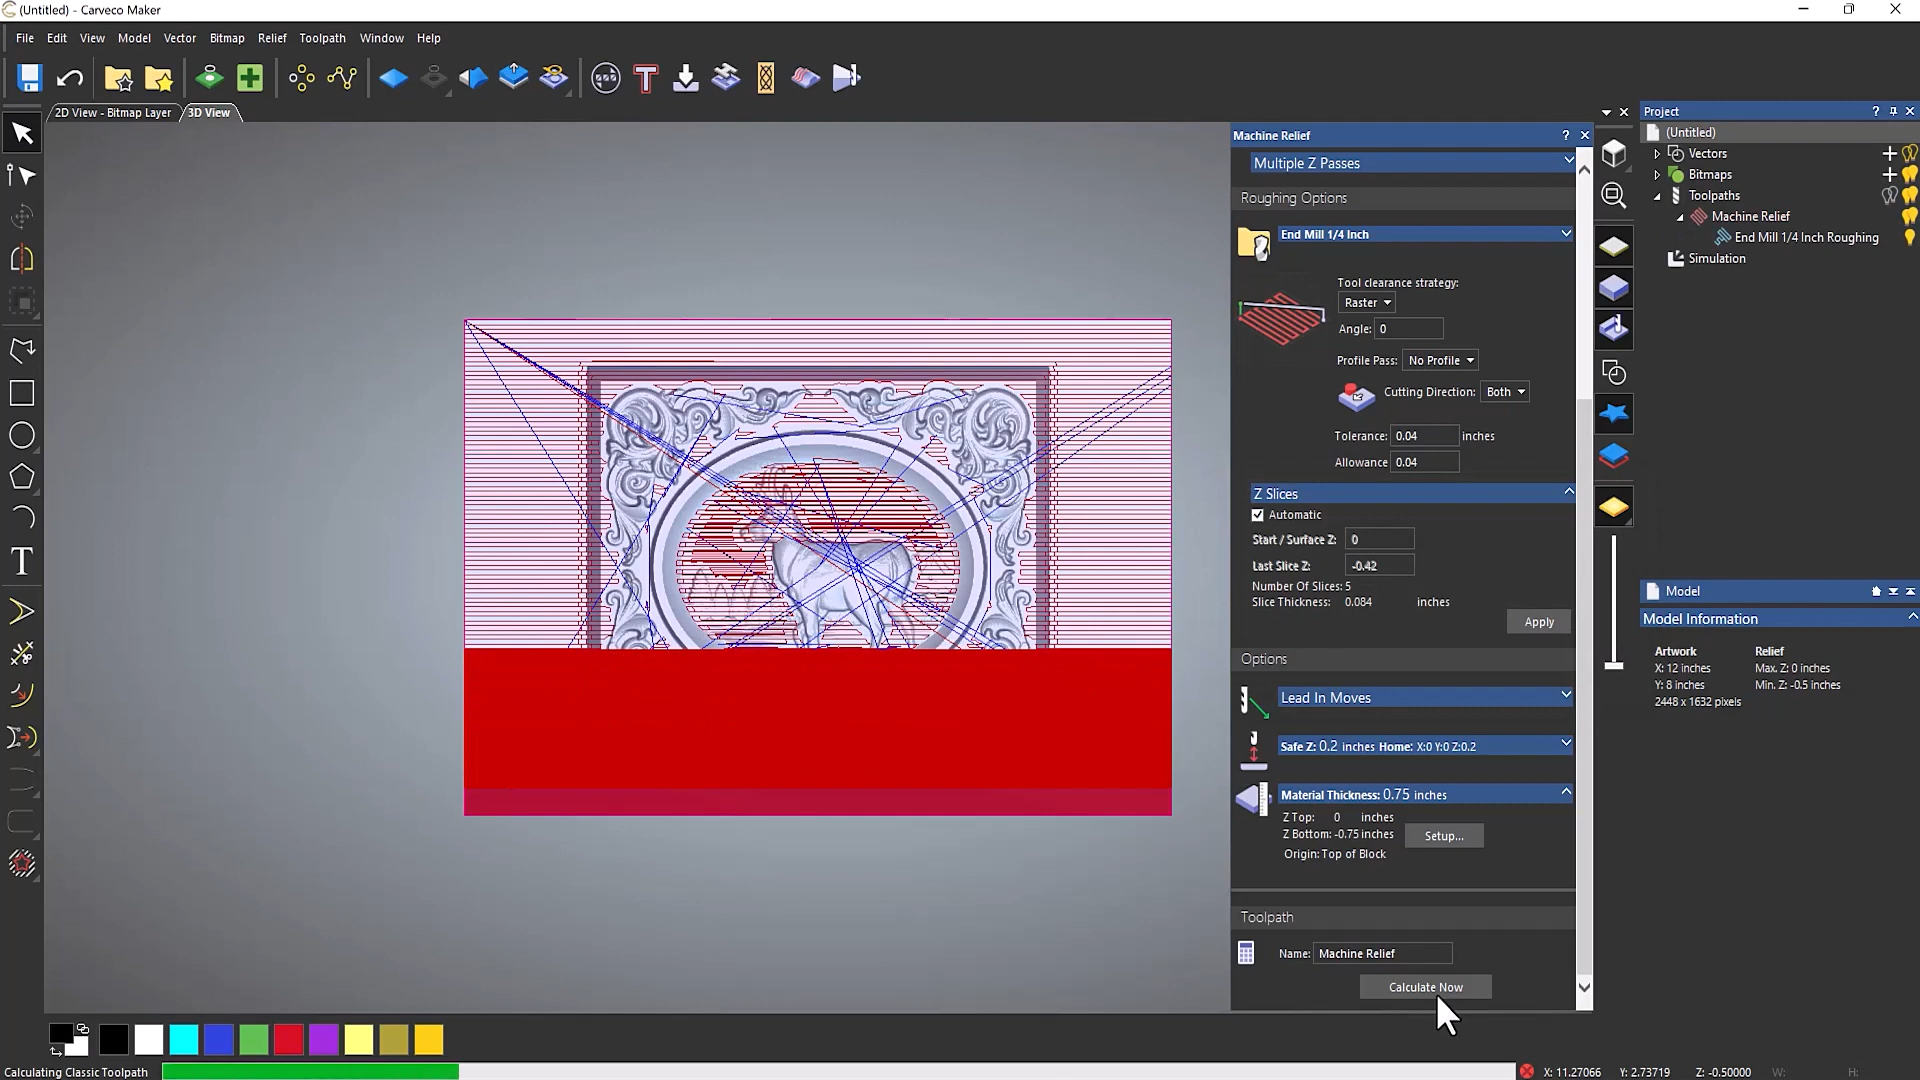 (Untitled) - Carveco Maker
File Edit View Model Vector Bitmap Relief Toolpath Window Help
2D View - Bitmap Layer
3D View
Machine Relief
Multiple Z Passes
Roughing Options
End Mill 1/4 Inch
Tool clearance strategy:
Raster
Angle: 0
Profile Pass: No Profile
Cutting Direction: Both
Tolerance: 0.04 inches
Allowance 0.04
Z Slices
Automatic
Start / Surface Z: 0
Last Slice Z: -0.42
Number Of Slices: 5
Slice Thickness: 0.084 inches
Apply
Options
Lead In Moves
Safe Z: 0.2 inches Home: X:0 Y:0 Z:0.2
Material Thickness: 0.75 inches
Z Top: 0 inches
Z Bottom: -0.75 inches
Setup...
Origin: Top of Block
Toolpath
Name: Machine Relief
Calculate Now
Project
(Untitled)
Vectors
Bitmaps
Toolpaths
Machine Relief
End Mill 1/4 Inch Roughing
Simulation
Model
Model Information
Artwork Relief
X: 12 inches Max. Z: 0 inches
Y: 8 inches Min. Z: -0.5 inches
2448 x 1632 pixels
Calculating Classic Toolpath
X: 11.27066 Y: 2.73719 Z: -0.50000 W: H: